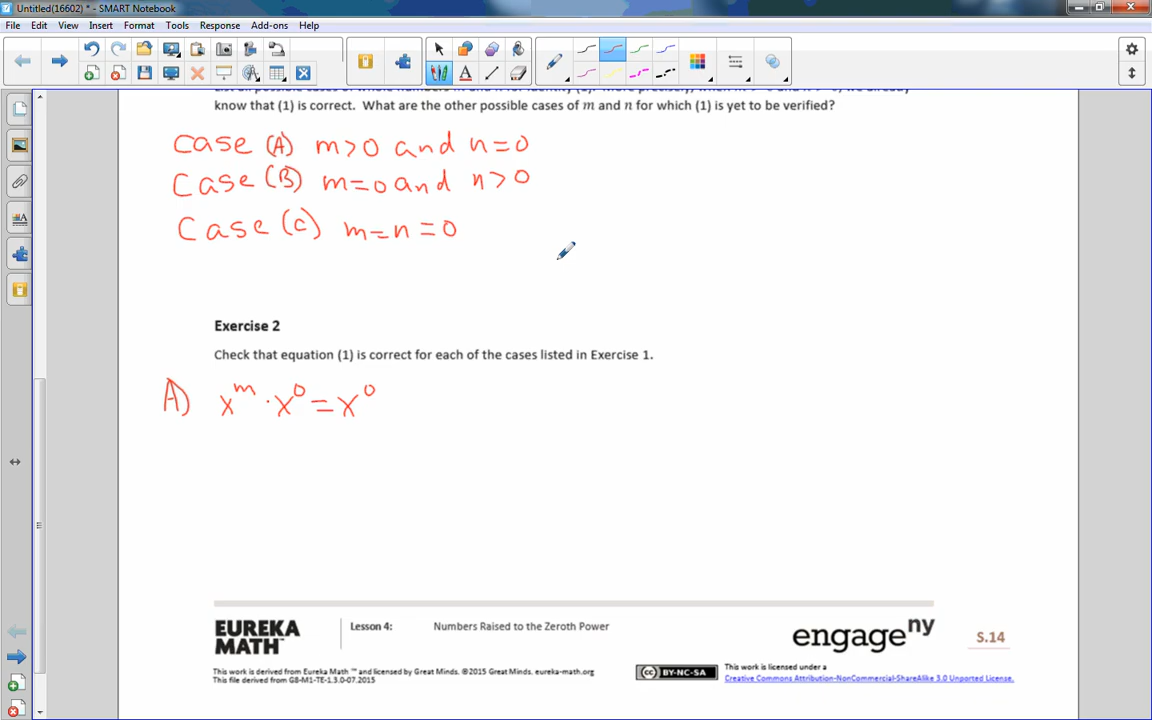 Untitled(16602) * - SMART Notebook
File Edit View Insert Format Tools Response Add-ons Help
know that (1) is correct. What are the other possible cases of m and n for which (1) is yet to be verified?
Case (A) m>0 and n=0
Case (B) m=0 and n>0
Case (C) m=n=0
Exercise 2
Check that equation (1) is correct for each of the cases listed in Exercise 1.
A) x^m · x^0 = x^0
EUREKA MATH™
Lesson 4: Numbers Raised to the Zeroth Power
engage^ny
S.14
This work is derived from Eureka Math ™ and licensed by Great Minds. ©2015 Great Minds. eureka-math.org
This file derived from G8-M1-TE-1.3.0-07.2015
(cc) BY-NC-SA
This work is licensed under a
Creative Commons Attribution-NonCommercial-ShareAlike 3.0 Unported License.